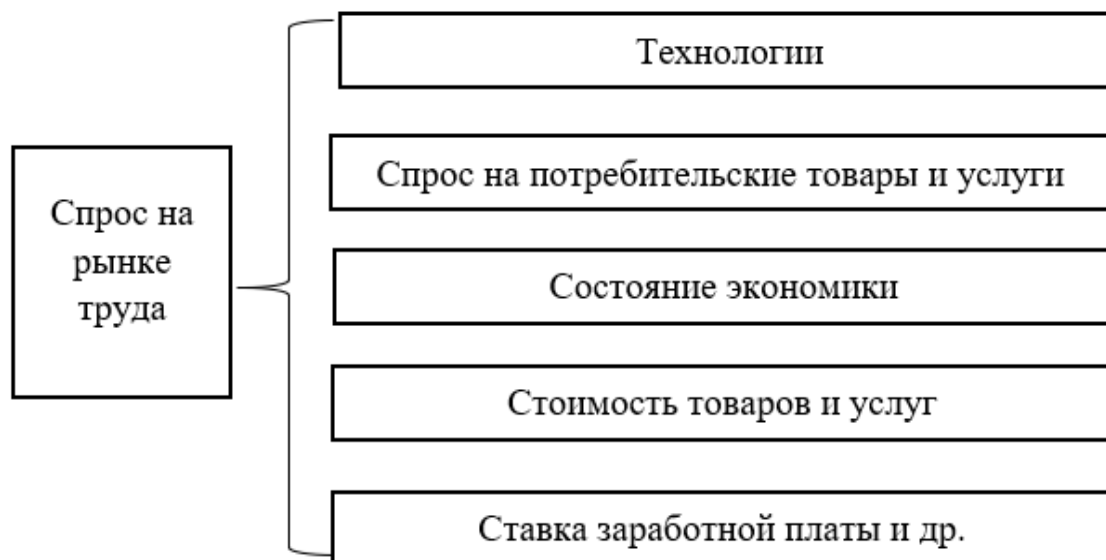 Спрос на
рынке
труда
Технологии
Спрос на потребительские товары и услуги
Состояние экономики
Стоимость товаров и услуг
Ставка заработной платы и др.